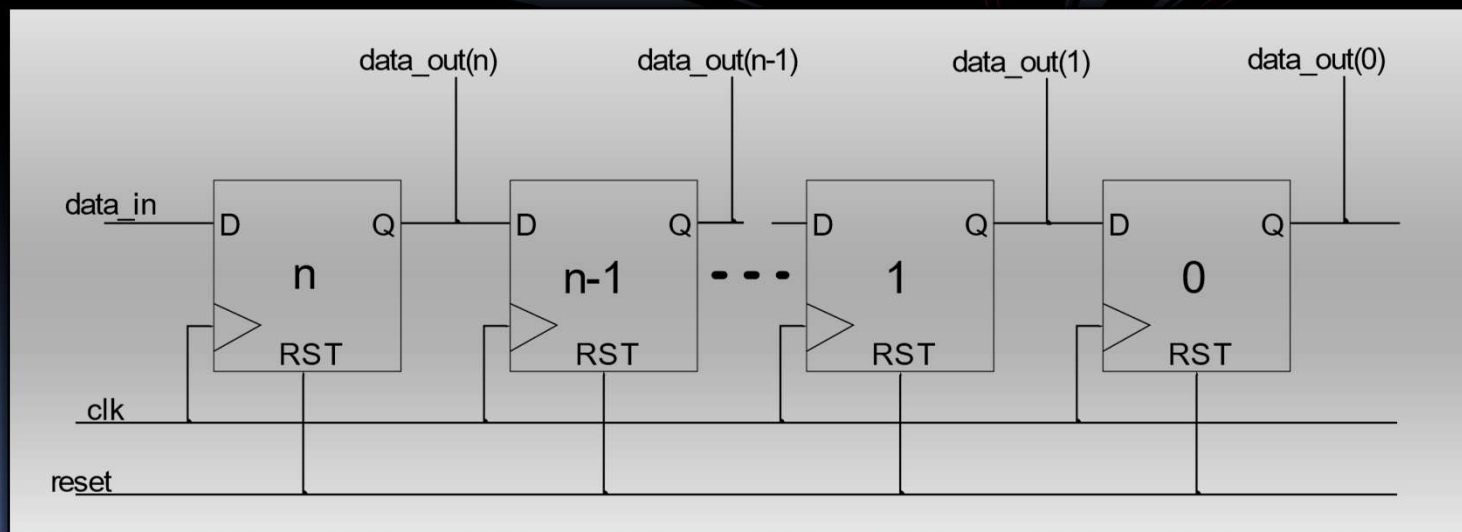 data_out(n) data_out(n-1) data_out(1) data_out(0)
data_in D Q D Q D Q D Q
n n-1 1 0
RST RST RST RST
clk
reset